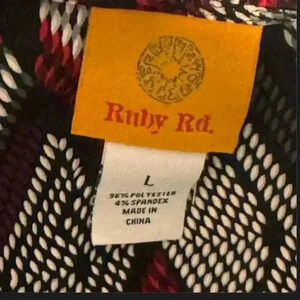 Ruby Rd.
L
96% POLYESTER
4% SPANDEX
MADE IN
CHINA